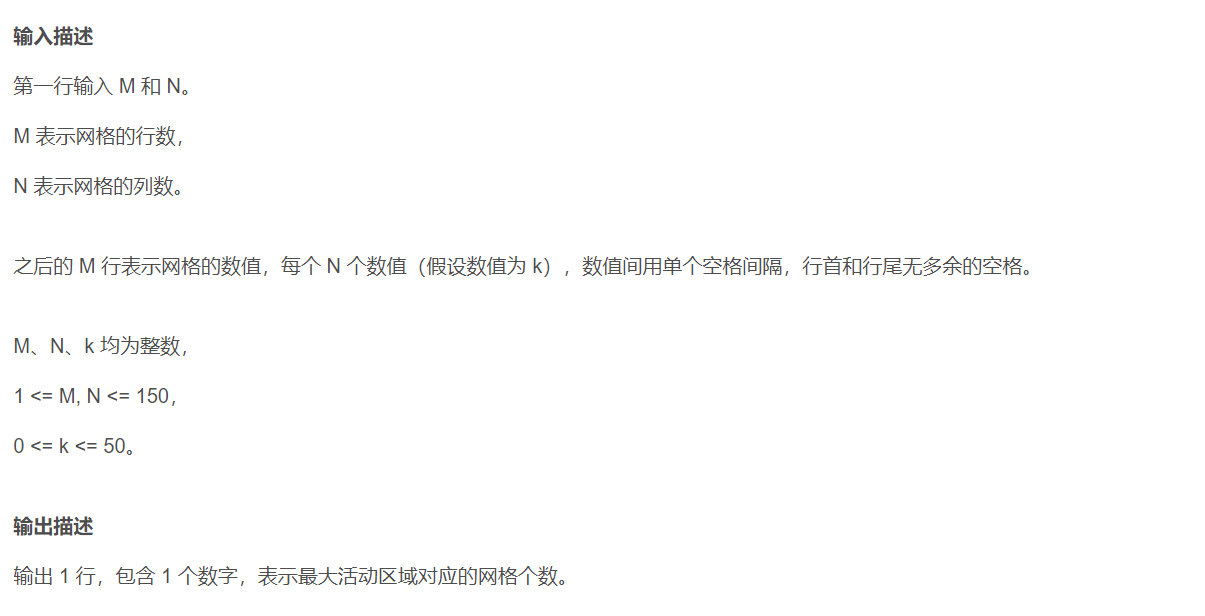 输入描述
第一行输入 M 和 N。
M 表示网格的行数，
N 表示网格的列数。
之后的 M 行表示网格的数值，每个 N 个数值（假设数值为 k），数值间用单个空格间隔，行首和行尾无多余的空格。
M、N、k 均为整数，
1 <= M, N <= 150，
0 <= k <= 50。
输出描述
输出 1 行，包含 1 个数字，表示最大活动区域对应的网格个数。